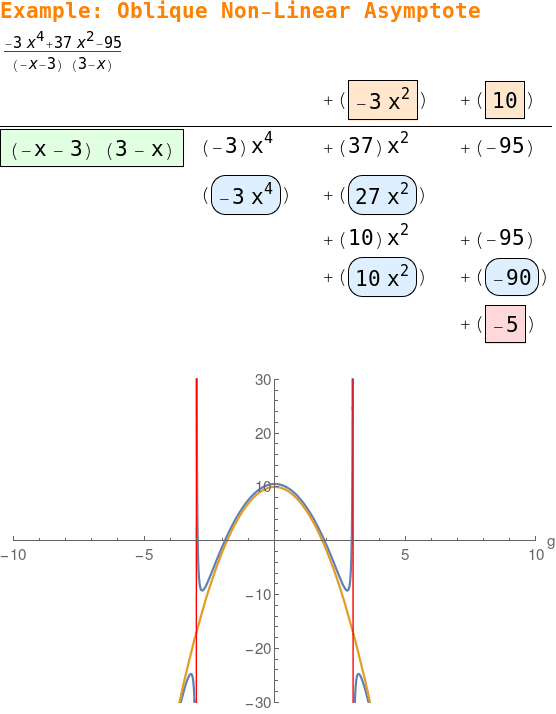 Example: Oblique Non-Linear Asymptote
-3 x^4+37 x^2-95
(-x-3) (3-x)
+ ( -3 x^2 ) + ( 10 )
(-x - 3) (3 - x) (-3) x^4 + (37) x^2 + (-95)
( -3 x^4 ) + ( 27 x^2 )
+ (10) x^2 + (-95)
+ ( 10 x^2 ) + ( -90 )
+ ( -5 )
30
20
10
-10 -5 5 10 g
-10
-20
-30